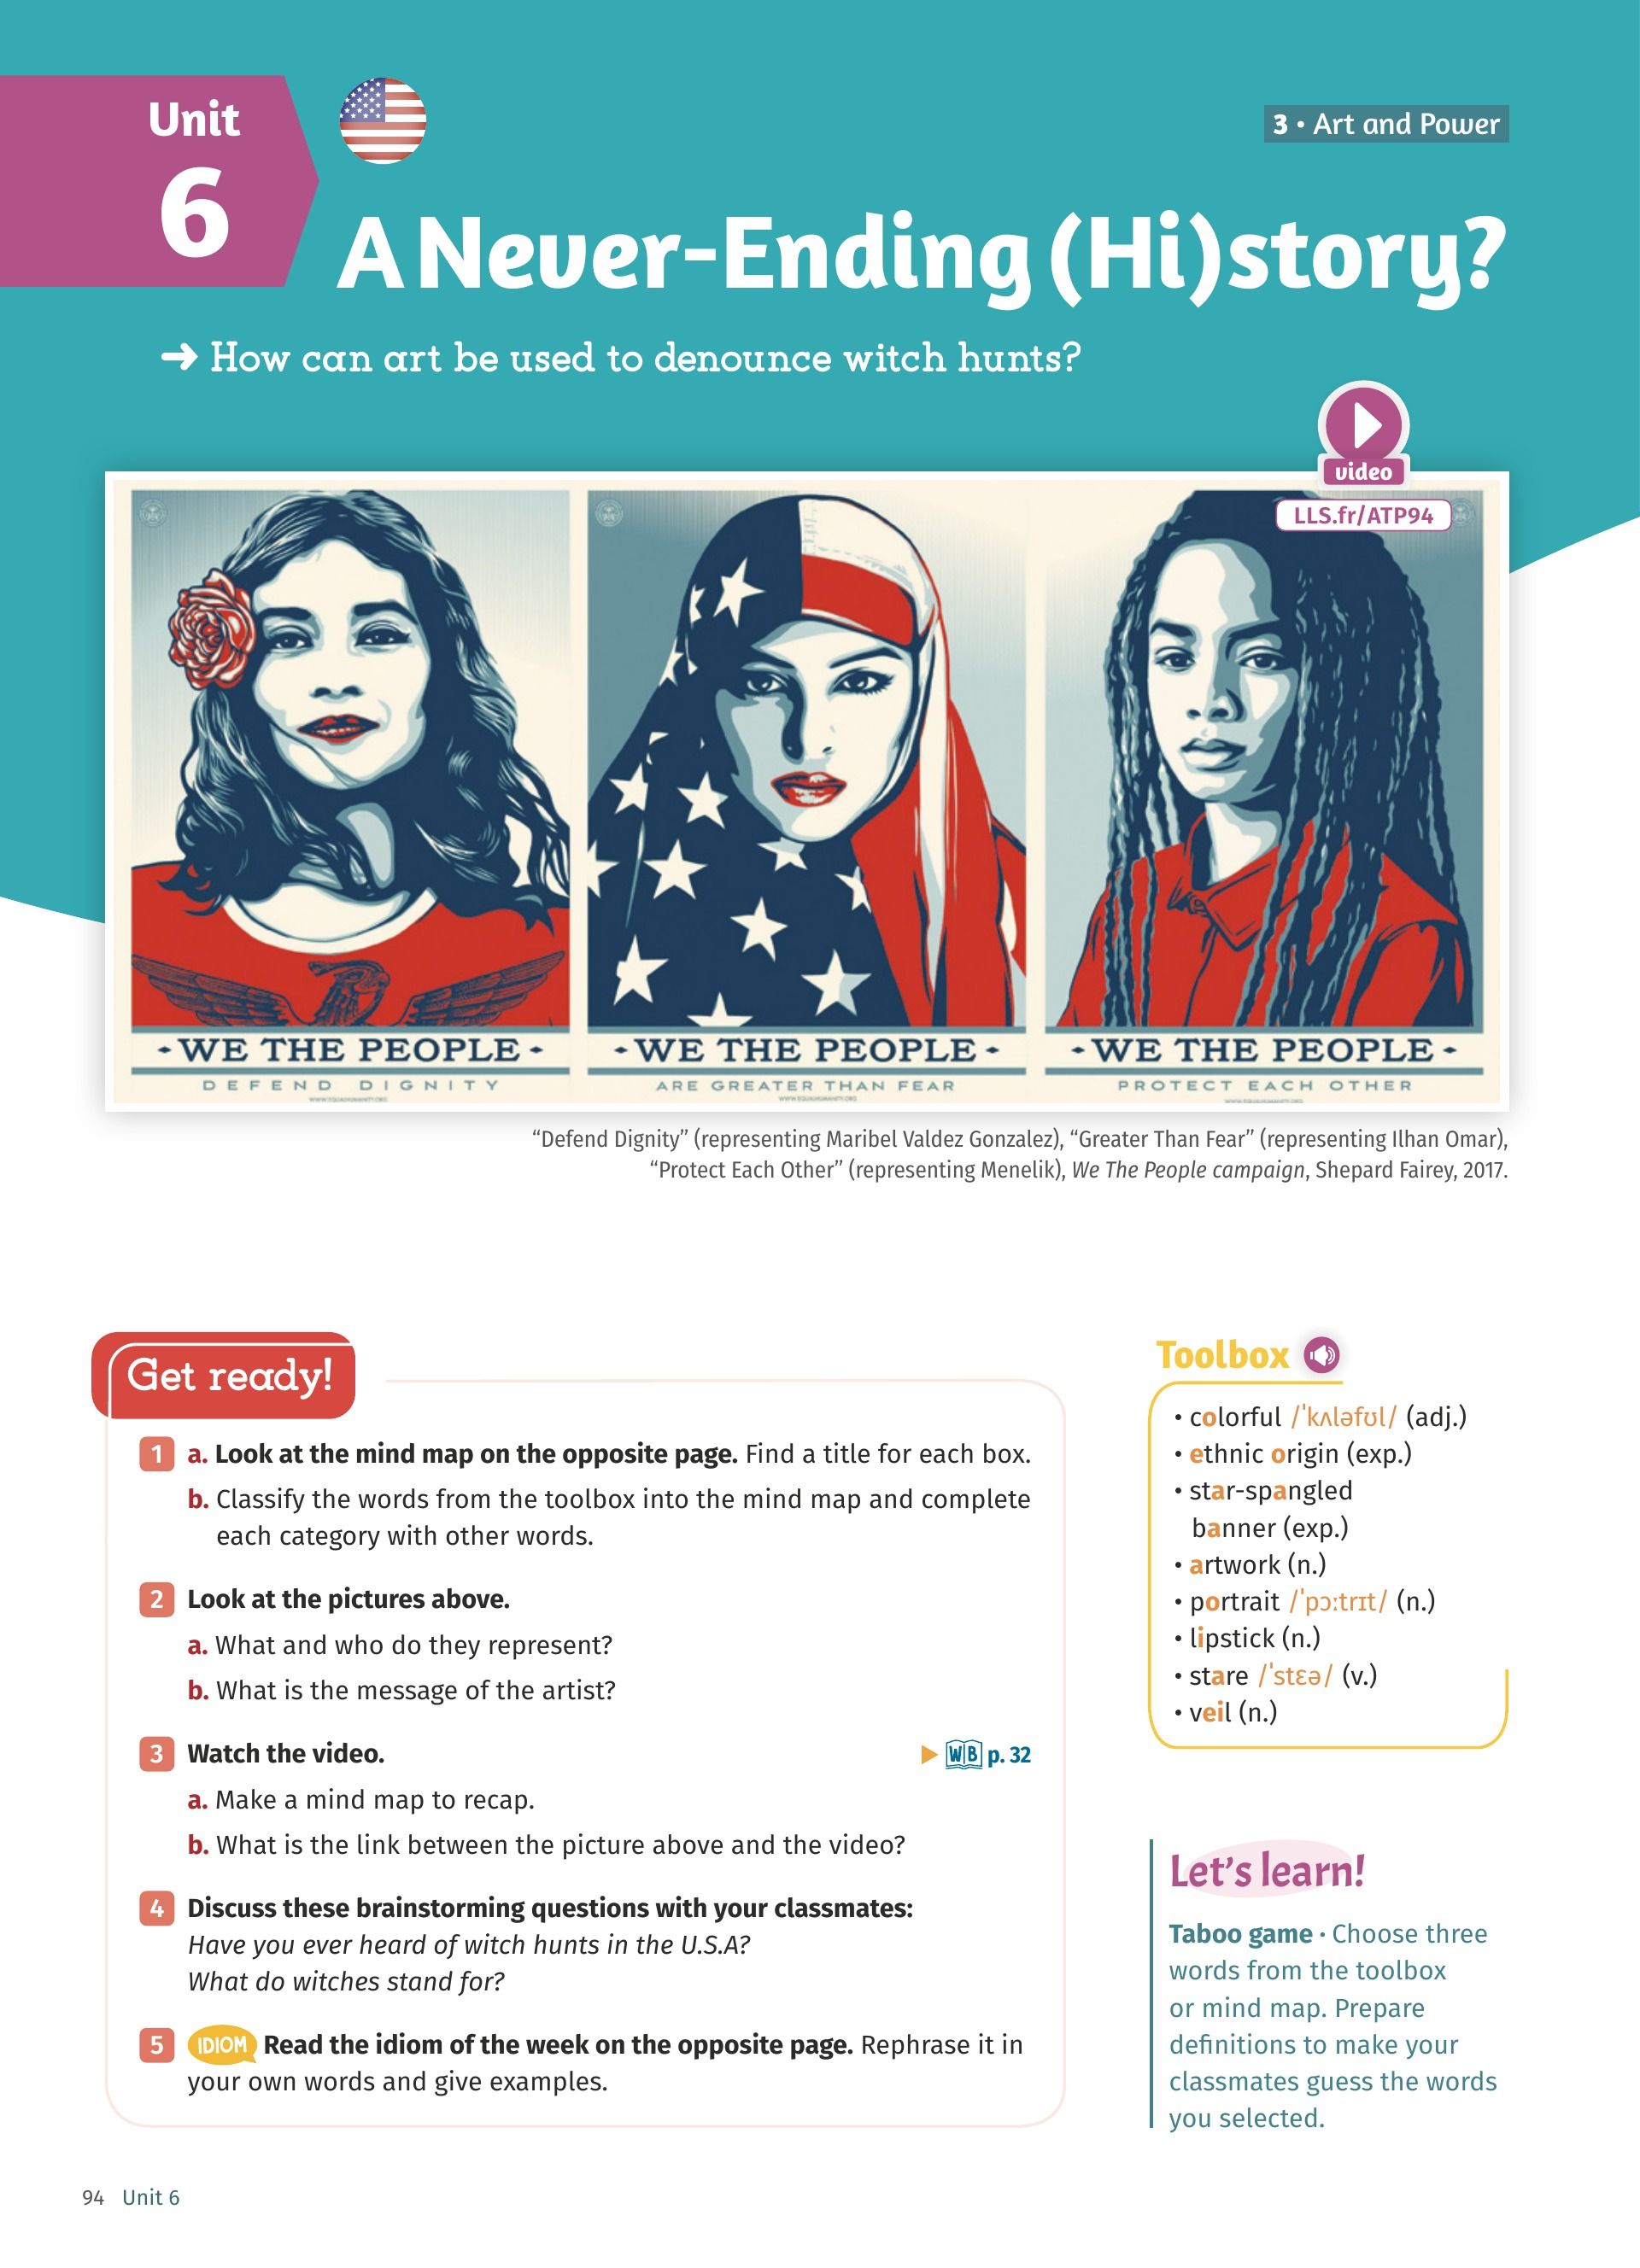 Unit
6
3 • Art and Power
A Never-Ending (Hi)story?
➜ How can art be used to denounce witch hunts?
video
LLS.fr/ATP94
• WE THE PEOPLE •
DEFEND DIGNITY
• WE THE PEOPLE •
ARE GREATER THAN FEAR
• WE THE PEOPLE •
PROTECT EACH OTHER
“Defend Dignity” (representing Maribel Valdez Gonzalez), “Greater Than Fear” (representing Ilhan Omar),
“Protect Each Other” (representing Menelik), We The People campaign, Shepard Fairey, 2017.
Get ready!
1 a. Look at the mind map on the opposite page. Find a title for each box.
b. Classify the words from the toolbox into the mind map and complete
each category with other words.
2 Look at the pictures above.
a. What and who do they represent?
b. What is the message of the artist?
3 Watch the video. ▶ WB p. 32
a. Make a mind map to recap.
b. What is the link between the picture above and the video?
4 Discuss these brainstorming questions with your classmates:
Have you ever heard of witch hunts in the U.S.A?
What do witches stand for?
5 IDIOM Read the idiom of the week on the opposite page. Rephrase it in
your own words and give examples.
Toolbox
• colorful /ˈkʌləfʊl/ (adj.)
• ethnic origin (exp.)
• star-spangled
banner (exp.)
• artwork (n.)
• portrait /ˈpɔːtrɪt/ (n.)
• lipstick (n.)
• stare /ˈstɛə/ (v.)
• veil (n.)
Let’s learn!
Taboo game • Choose three
words from the toolbox
or mind map. Prepare
definitions to make your
classmates guess the words
you selected.
94 Unit 6